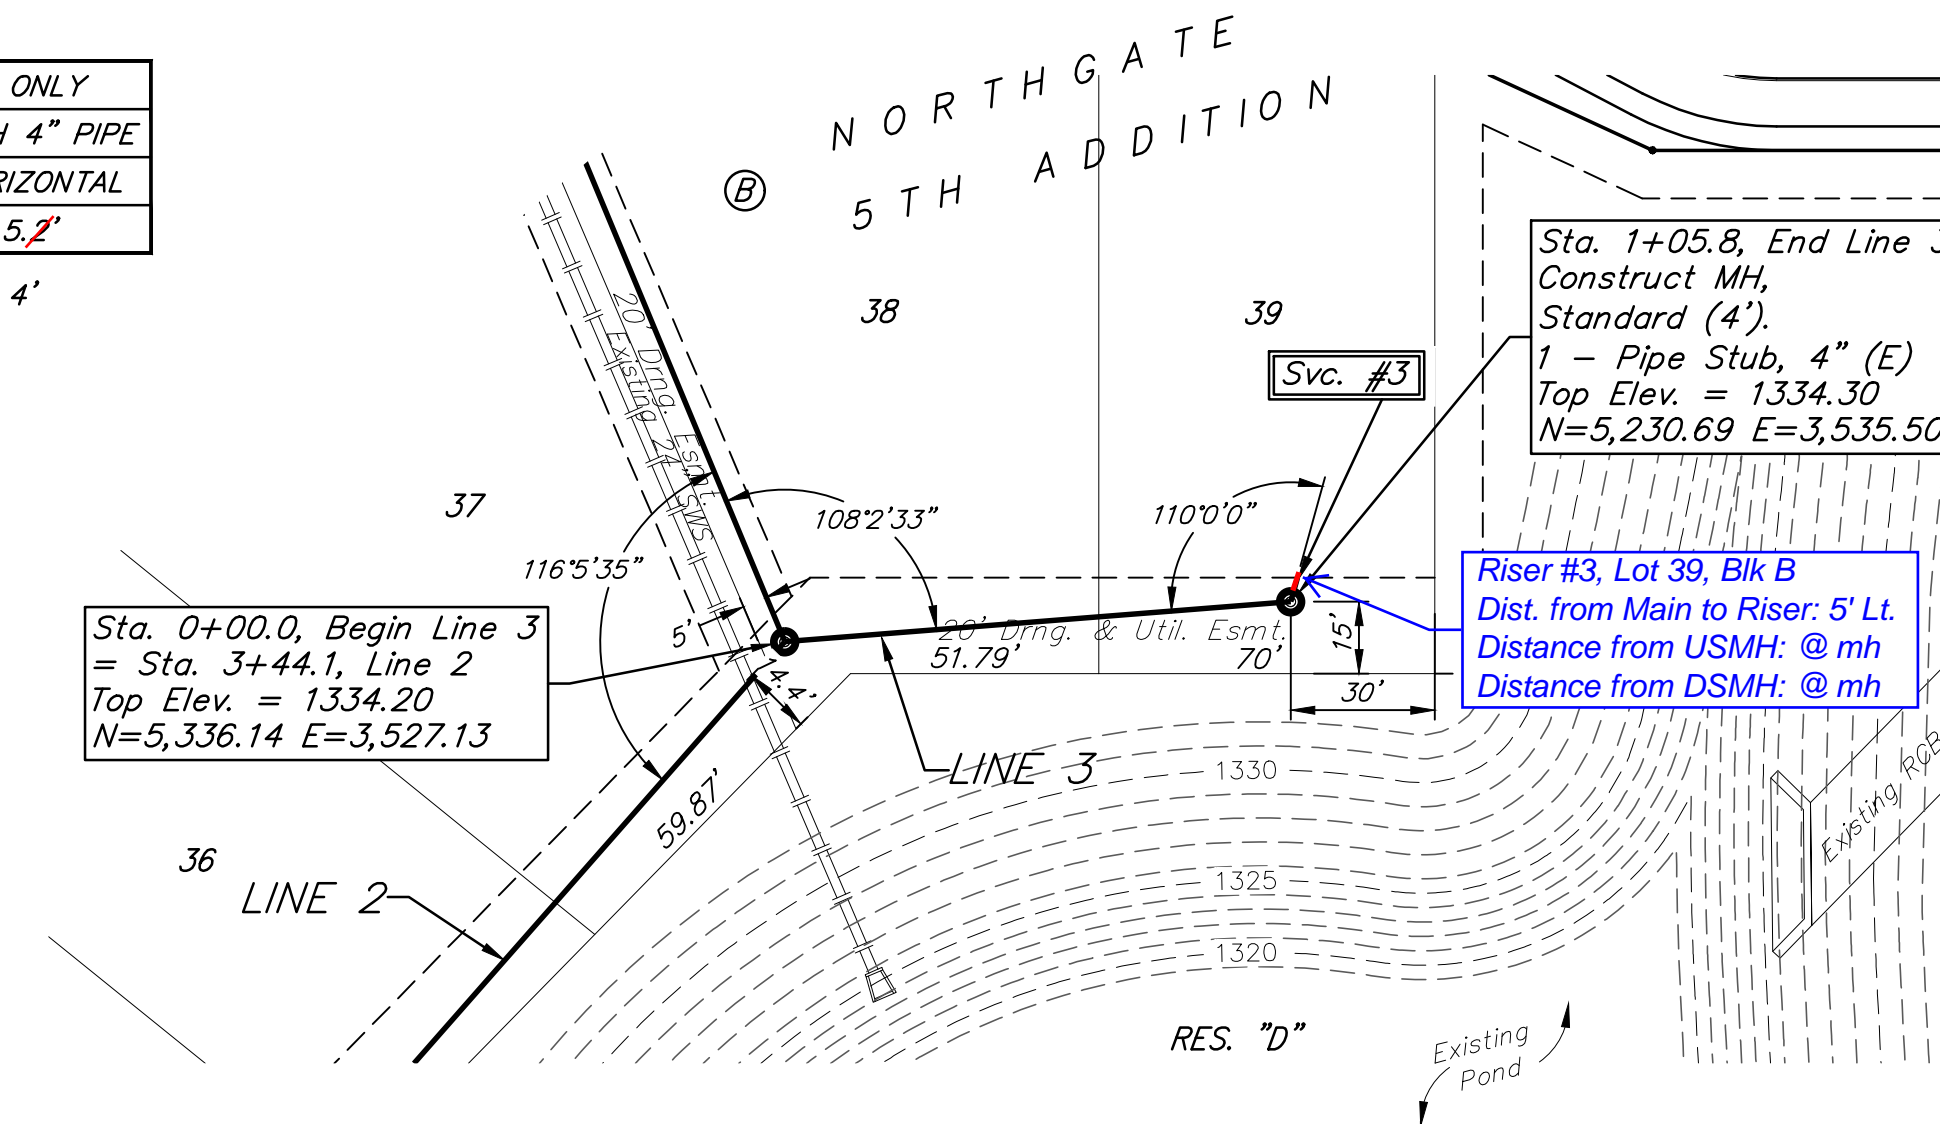 ONLY
H 4" PIPE
RIZONTAL
5.2'
4'
NORTHGATE
5TH ADDITION
B
38
39
37
36
Svc. #3
Sta. 1+05.8, End Line 3
Construct MH,
Standard (4').
1 - Pipe Stub, 4" (E)
Top Elev. = 1334.30
N=5,230.69 E=3,535.50
20' Drng. Esmt.
Existing 24" SWS
108°2'33"
110°0'0"
116°5'35"
Riser #3, Lot 39, Blk B
Dist. from Main to Riser: 5' Lt.
Distance from USMH: @ mh
Distance from DSMH: @ mh
Sta. 0+00.0, Begin Line 3
= Sta. 3+44.1, Line 2
Top Elev. = 1334.20
N=5,336.14 E=3,527.13
5'
20' Drng. & Util. Esmt.
51.79'
70'
15'
30'
4.4'
59.87'
LINE 3
LINE 2
1330
1325
1320
Existing RCB
RES. "D"
Existing
Pond